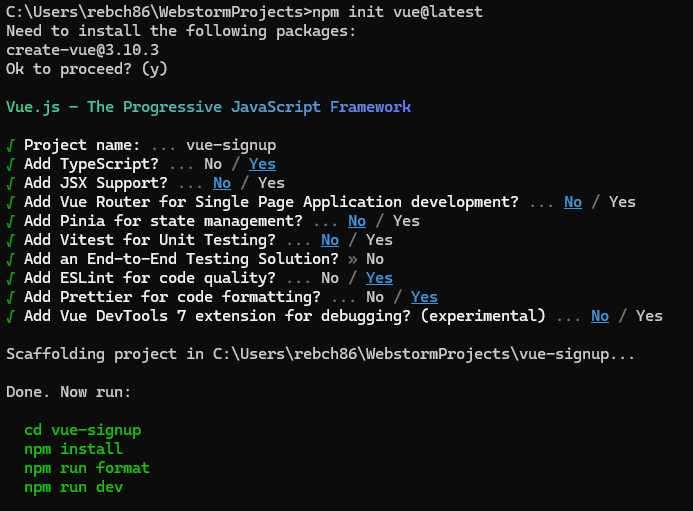 C:\Users\rebch86\WebstormProjects>npm init vue@latest
Need to install the following packages:
create-vue@3.10.3
Ok to proceed? (y)
Vue.js - The Progressive JavaScript Framework
√ Project name: ... vue-signup
√ Add TypeScript? ... No / Yes
√ Add JSX Support? ... No / Yes
√ Add Vue Router for Single Page Application development? ... No / Yes
√ Add Pinia for state management? ... No / Yes
√ Add Vitest for Unit Testing? ... No / Yes
√ Add an End-to-End Testing Solution? » No
√ Add ESLint for code quality? ... No / Yes
√ Add Prettier for code formatting? ... No / Yes
√ Add Vue DevTools 7 extension for debugging? (experimental) ... No / Yes
Scaffolding project in C:\Users\rebch86\WebstormProjects\vue-signup...
Done. Now run:
cd vue-signup
npm install
npm run format
npm run dev